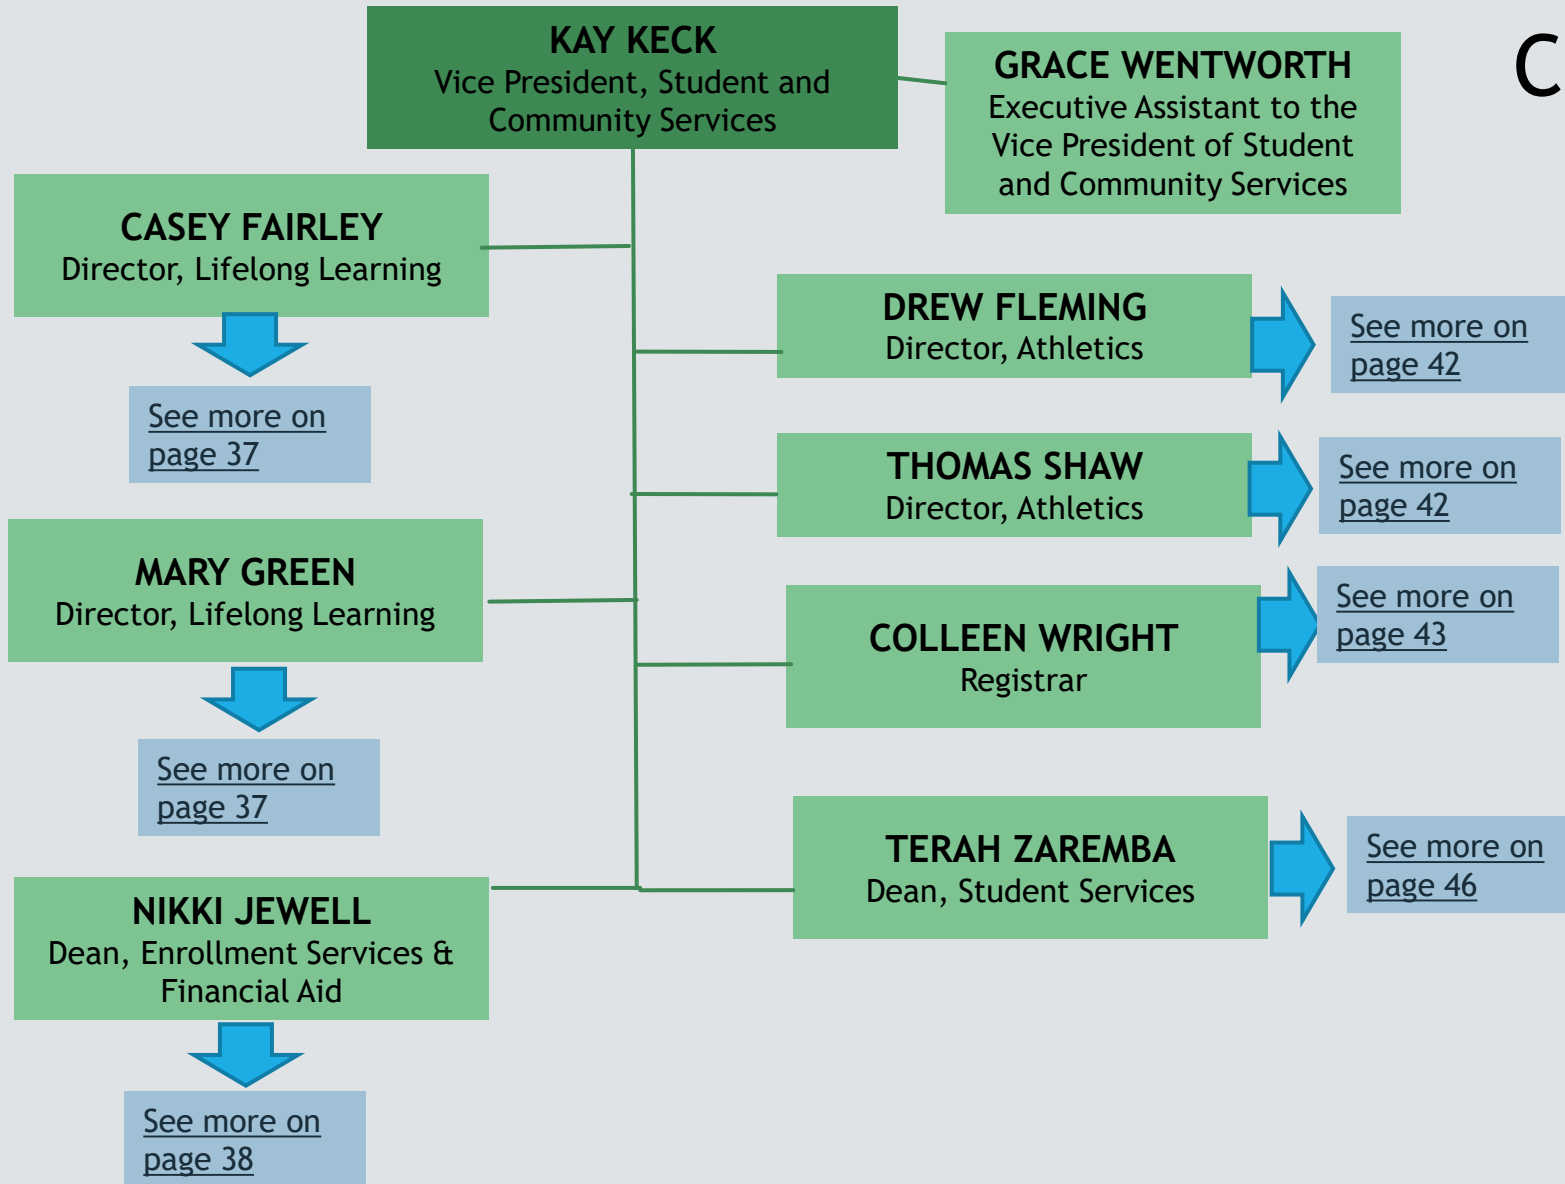 KAY KECK
Vice President, Student and
Community Services
GRACE WENTWORTH
Executive Assistant to the
Vice President of Student
and Community Services
C
CASEY FAIRLEY
Director, Lifelong Learning
See more on
page 37
DREW FLEMING
Director, Athletics
See more on
page 42
THOMAS SHAW
Director, Athletics
See more on
page 42
MARY GREEN
Director, Lifelong Learning
See more on
page 37
COLLEEN WRIGHT
Registrar
See more on
page 43
NIKKI JEWELL
Dean, Enrollment Services &
Financial Aid
See more on
page 38
TERAH ZAREMBA
Dean, Student Services
See more on
page 46